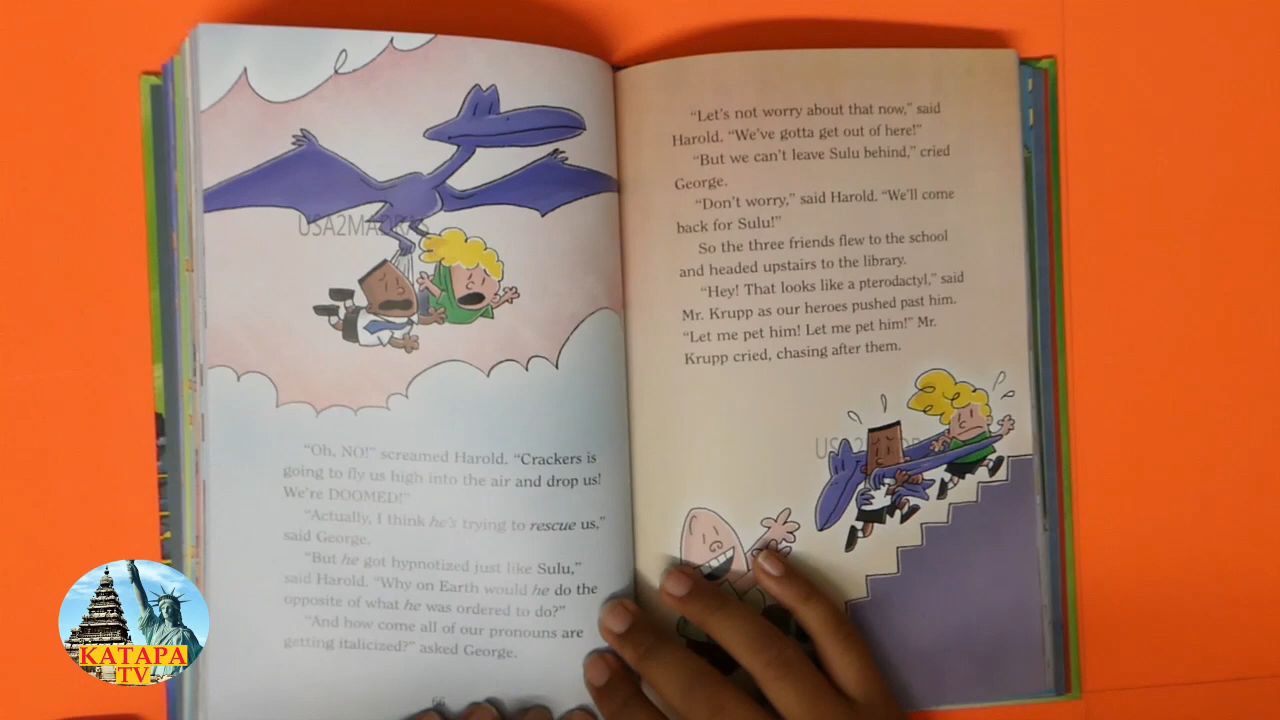 USA2MADRAS
"Oh, NO!" screamed Harold. "Crackers is
going to fly us high into the air and drop us!
We're DOOMED!"
"Actually, I think he's trying to rescue us,"
said George.
"But he got hypnotized just like Sulu,"
said Harold. "Why on Earth would he do the
opposite of what he was ordered to do?"
"And how come all of our pronouns are
getting italicized?" asked George.
66
"Let's not worry about that now," said
Harold. "We've gotta get out of here!"
"But we can't leave Sulu behind," cried
George.
"Don't worry," said Harold. "We'll come
back for Sulu!"
So the three friends flew to the school
and headed upstairs to the library.
"Hey! That looks like a pterodactyl," said
Mr. Krupp as our heroes pushed past him.
"Let me pet him! Let me pet him!" Mr.
Krupp cried, chasing after them.
KATAPA
TV